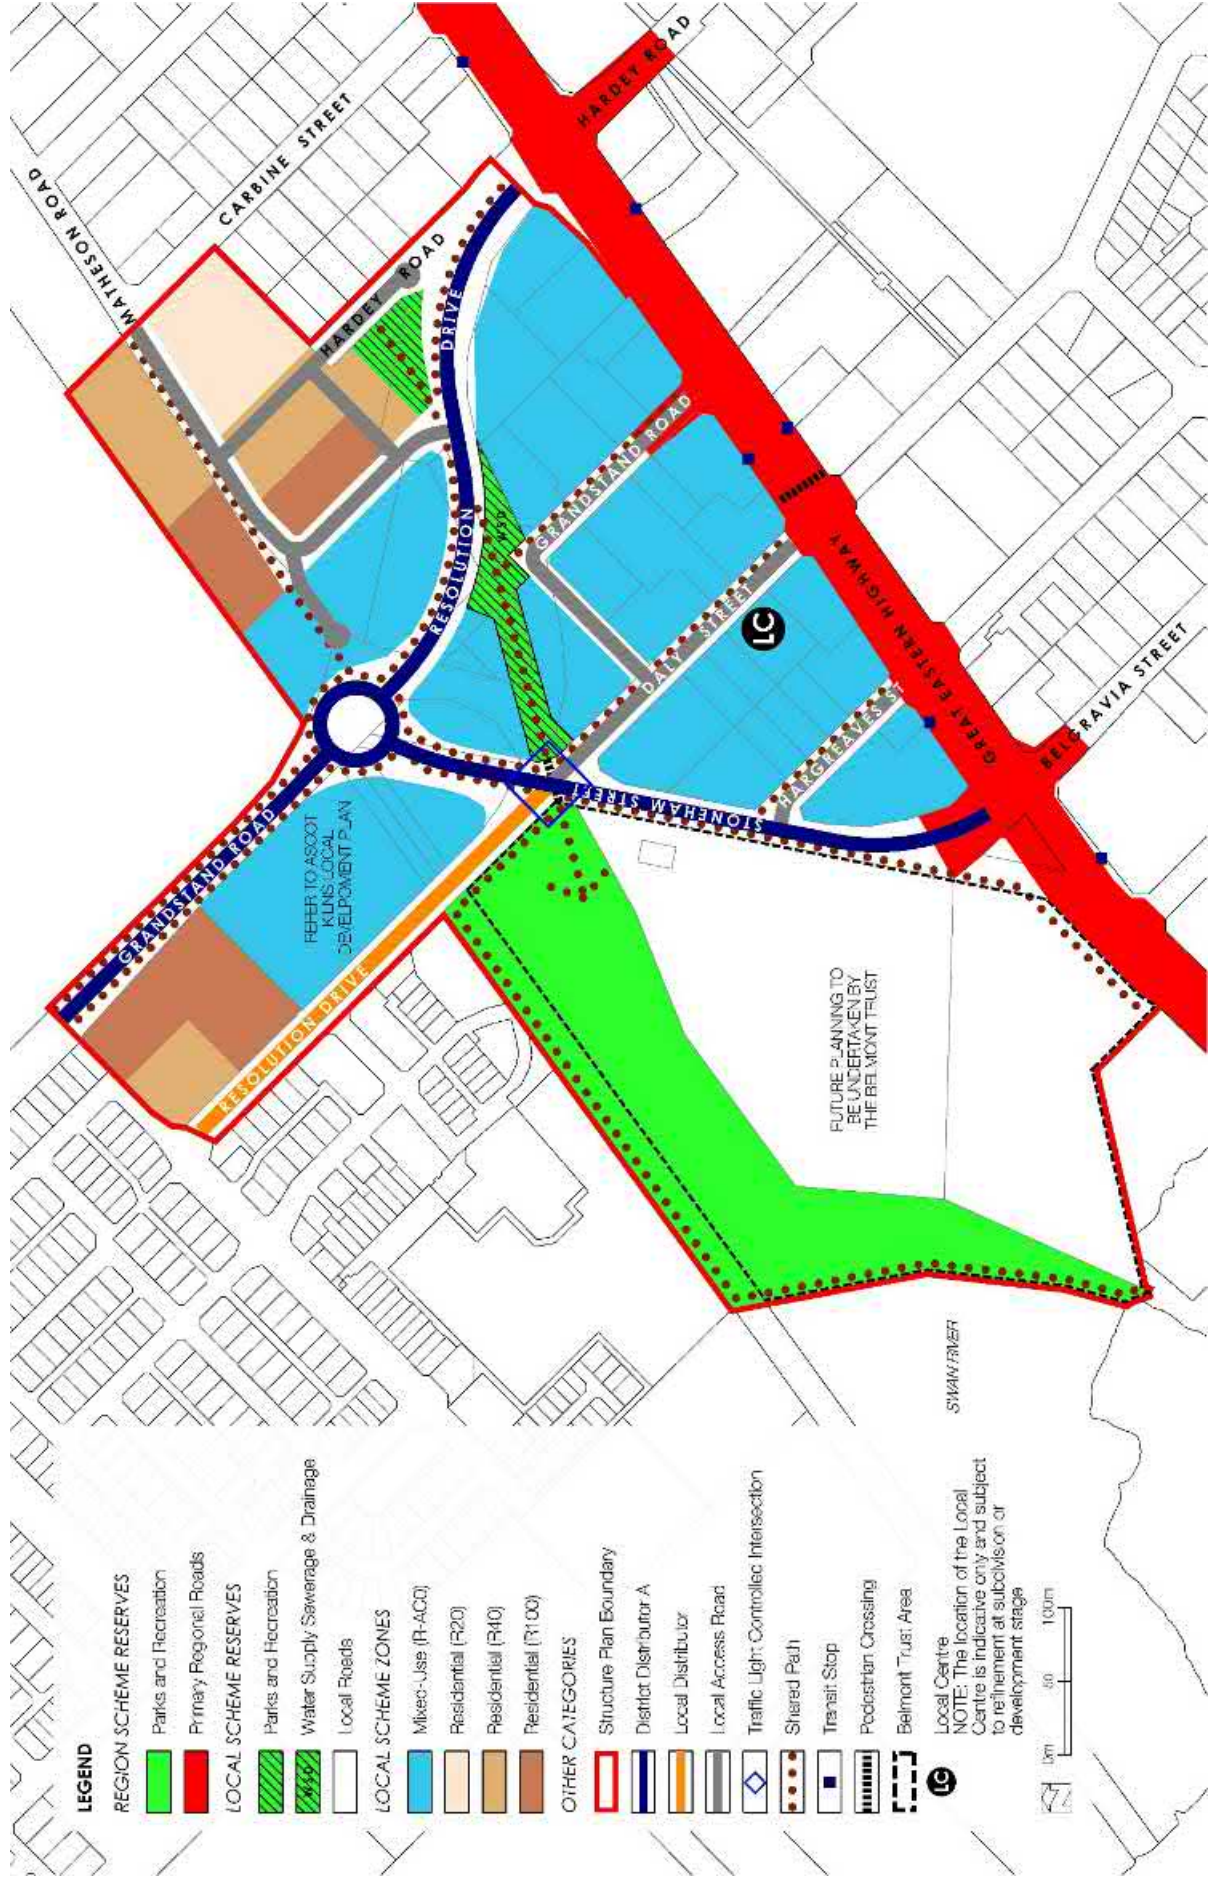 MATHESON ROAD
CARBINE STREET
HARDEY ROAD
HARDEY ROAD
RESOLUTION DRIVE
GRANDSTAND ROAD
WSD
DALY STREET
LC
HARGREAVES ST
STONEHAM STREET
GREAT EASTERN HIGHWAY
BELGRAVIA STREET
GRANDSTAND ROAD
REFER TO ASCOT
KILNS LOCAL
DEVELPOMENT PLAN
RESOLUTION DRIVE
FUTURE PLANNING TO
BE UNDERTAKEN BY
THE BELMONT TRUST
SWAN RIVER
LEGEND
REGION SCHEME RESERVES
Parks and Recreation
Primary Regional Roads
LOCAL SCHEME RESERVES
Parks and Recreation
WSD
Water Supply Sewerage & Drainage
Local Roads
LOCAL SCHEME ZONES
Mixed-Use (R-AC0)
Residential (R20)
Residential (R40)
Residential (R100)
OTHER CATEGORIES
Structure Plan Boundary
District Distributor A
Local Distributor
Local Access Road
Traffic Light Controlled Intersection
Shared Path
Transit Stop
Pedestrian Crossing
Belmont Trust Area
LC
Local Centre
NOTE: The location of the Local
Centre is indicative only and subject
to refinement at subdivision or
development stage
0m 50 100m